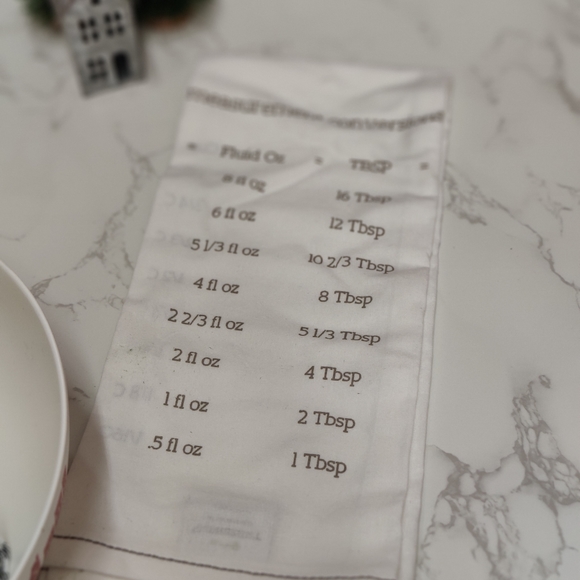 * Fluid Oz * TBSP *
8 fl oz 16 Tbsp
6 fl oz 12 Tbsp
5 1/3 fl oz 10 2/3 Tbsp
4 fl oz 8 Tbsp
2 2/3 fl oz 5 1/3 Tbsp
2 fl oz 4 Tbsp
1 fl oz 2 Tbsp
.5 fl oz 1 Tbsp